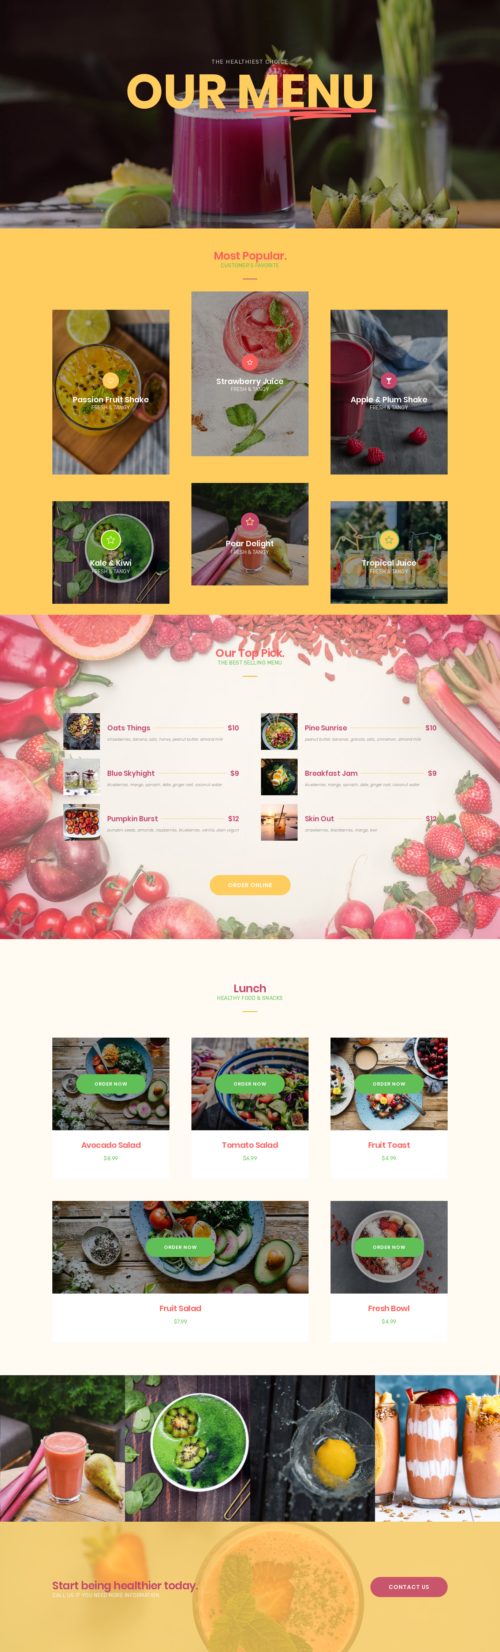 THE HEALTHIEST CHOICE
OUR MENU
Most Popular.
CUSTOMER'S FAVORITE
Passion Fruit Shake
FRESH & TANGY
Strawberry Juice
FRESH & TANGY
Apple & Plum Shake
FRESH & TANGY
Kale & Kiwi
FRESH & TANGY
Pear Delight
FRESH & TANGY
Tropical Juice
FRESH & TANGY
Our Top Pick.
THE BEST SELLING MENU
Oats Things $10
strawberries, banana, oats, honey, peanut butter, almond milk
Pine Sunrise $10
peanut butter, bananas, granola, oats, cinnamon, almond milk
Blue Skyhight $9
blueberries, mango, spinach, date, ginger root, coconut water
Breakfast Jam $9
blueberries, mango, spinach, date, ginger root, coconut water
Pumpkin Burst $12
pumpkin seeds, almonds, raspberries, blueberries, vanilla plain yogurt
Skin Out $12
strawberries, blackberries, mango, kiwi
ORDER ONLINE
Lunch
HEALTHY FOOD & SNACKS
ORDER NOW
Avocado Salad
ORDER NOW
Tomato Salad
ORDER NOW
Fruit Toast
$4.99
ORDER NOW
Fruit Salad
$7.99
ORDER NOW
Fresh Bowl
$4.99
Start being healthier today.
CALL US IF YOU NEED MORE INFORMATION.
CONTACT US